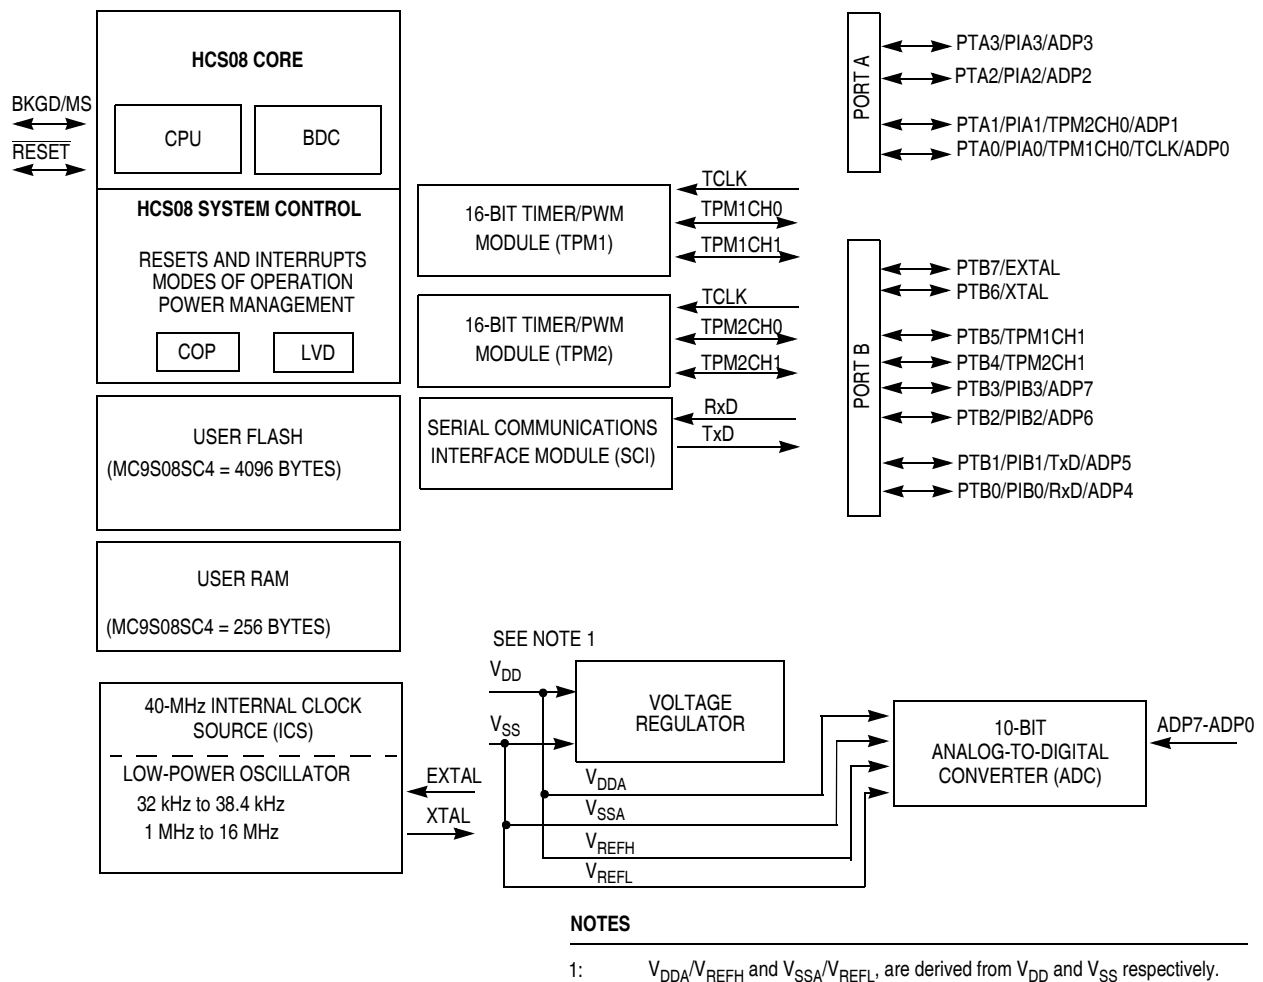 HCS08 CORE
BKGD/MS
RESET
CPU
BDC
HCS08 SYSTEM CONTROL
RESETS AND INTERRUPTS
MODES OF OPERATION
POWER MANAGEMENT
COP
LVD
USER FLASH
(MC9S08SC4 = 4096 BYTES)
USER RAM
(MC9S08SC4 = 256 BYTES)
40-MHz INTERNAL CLOCK
SOURCE (ICS)
LOW-POWER OSCILLATOR
32 kHz to 38.4 kHz
1 MHz to 16 MHz
EXTAL
XTAL
16-BIT TIMER/PWM
MODULE (TPM1)
TCLK
TPM1CH0
TPM1CH1
16-BIT TIMER/PWM
MODULE (TPM2)
TCLK
TPM2CH0
TPM2CH1
SERIAL COMMUNICATIONS
INTERFACE MODULE (SCI)
RxD
TxD
PORT A
PTA3/PIA3/ADP3
PTA2/PIA2/ADP2
PTA1/PIA1/TPM2CH0/ADP1
PTA0/PIA0/TPM1CH0/TCLK/ADP0
PORT B
PTB7/EXTAL
PTB6/XTAL
PTB5/TPM1CH1
PTB4/TPM2CH1
PTB3/PIB3/ADP7
PTB2/PIB2/ADP6
PTB1/PIB1/TxD/ADP5
PTB0/PIB0/RxD/ADP4
SEE NOTE 1
VDD
VSS
VOLTAGE
REGULATOR
VDDA
VSSA
VREFH
VREFL
10-BIT
ANALOG-TO-DIGITAL
CONVERTER (ADC)
ADP7-ADP0
NOTES
1: VDDA/VREFH and VSSA/VREFL, are derived from VDD and VSS respectively.